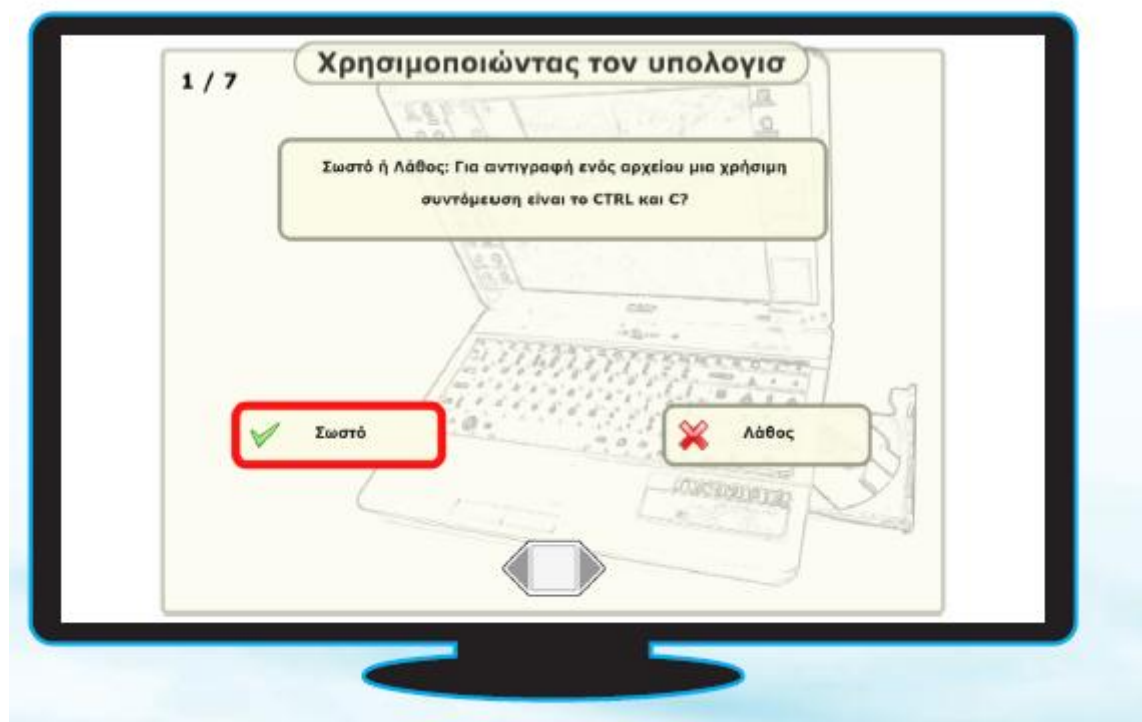 Χρησιμοποιώντας τον υπολογισ
1 / 7
Σωστό ή Λάθος: Για αντιγραφή ενός αρχείου μια χρήσιμη
συντόμευση είναι το CTRL και C?
Σωστό
Λάθος